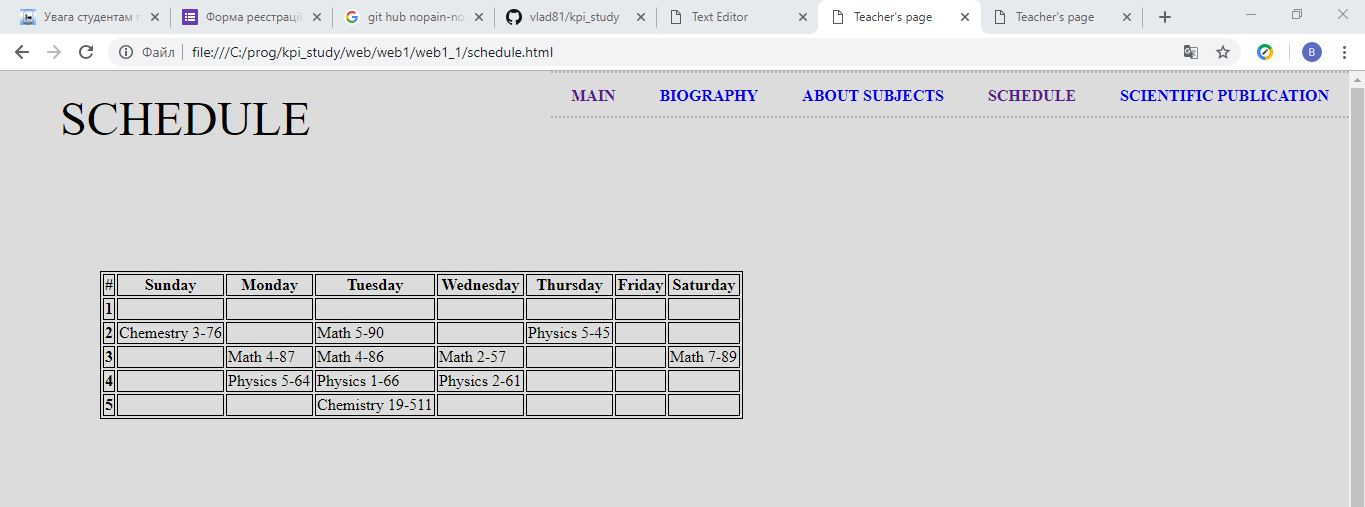 Увага студентам
Форма реєстрації
git hub nopain-no
vlad81/kpi_study
Text Editor
Teacher's page
Teacher's page
Файл
file:///C:/prog/kpi_study/web/web1/web1_1/schedule.html
B
MAIN BIOGRAPHY ABOUT SUBJECTS SCHEDULE SCIENTIFIC PUBLICATION
SCHEDULE
# Sunday Monday Tuesday Wednesday Thursday Friday Saturday
1
2 Chemestry 3-76 Math 5-90 Physics 5-45
3 Math 4-87 Math 4-86 Math 2-57 Math 7-89
4 Physics 5-64 Physics 1-66 Physics 2-61
5 Chemistry 19-511